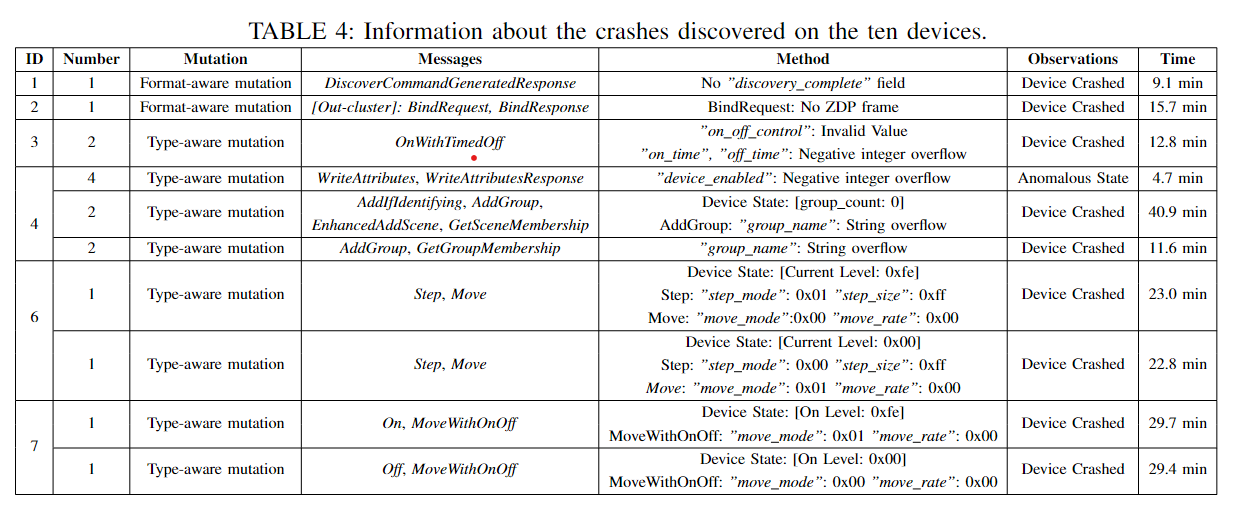 TABLE 4: Information about the crashes discovered on the ten devices.
ID Number Mutation Messages Method Observations Time
1 1 Format-aware mutation DiscoverCommandGeneratedResponse No "discovery_complete" field Device Crashed 9.1 min
2 1 Format-aware mutation [Out-cluster]: BindRequest, BindResponse BindRequest: No ZDP frame Device Crashed 15.7 min
3 2 Type-aware mutation OnWithTimedOff "on_off_control": Invalid Value Device Crashed 12.8 min
"on_time", "off_time": Negative integer overflow
4 4 Type-aware mutation WriteAttributes, WriteAttributesResponse "device_enabled": Negative integer overflow Anomalous State 4.7 min
2 Type-aware mutation AddIfIdentifying, AddGroup, Device State: [group_count: 0] Device Crashed 40.9 min
EnhancedAddScene, GetSceneMembership AddGroup: "group_name": String overflow
2 Type-aware mutation AddGroup, GetGroupMembership "group_name": String overflow Device Crashed 11.6 min
6 Device State: [Current Level: 0xfe]
1 Type-aware mutation Step, Move Step: "step_mode": 0x01 "step_size": 0xff Device Crashed 23.0 min
Move: "move_mode":0x00 "move_rate": 0x00
Device State: [Current Level: 0x00]
1 Type-aware mutation Step, Move Step: "step_mode": 0x00 "step_size": 0xff Device Crashed 22.8 min
Move: "move_mode": 0x01 "move_rate": 0x00
7 1 Type-aware mutation On, MoveWithOnOff Device State: [On Level: 0xfe] Device Crashed 29.7 min
MoveWithOnOff: "move_mode": 0x01 "move_rate": 0x00
1 Type-aware mutation Off, MoveWithOnOff Device State: [On Level: 0x00] Device Crashed 29.4 min
MoveWithOnOff: "move_mode": 0x00 "move_rate": 0x00